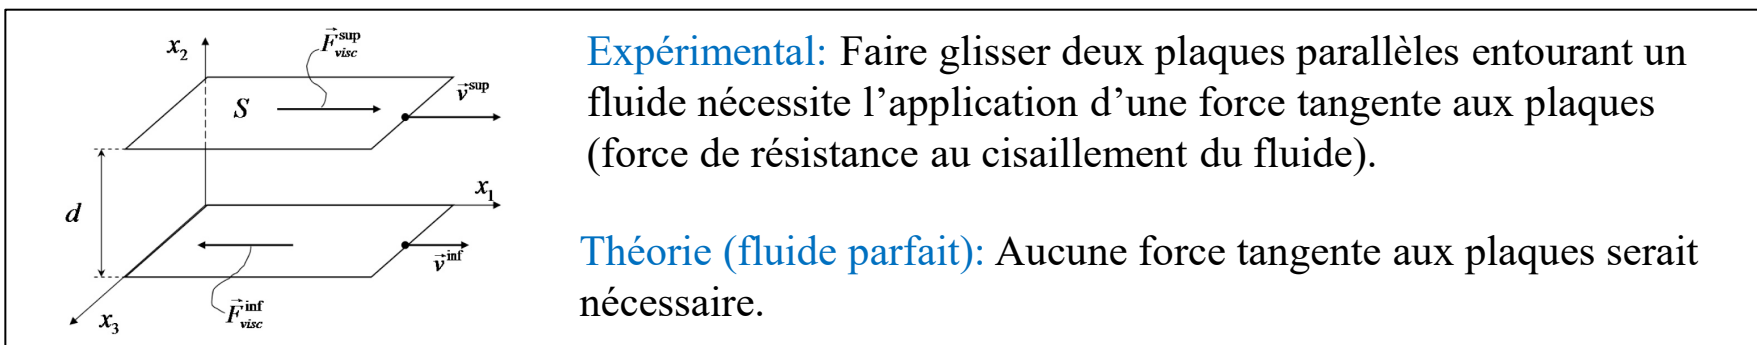 x₂
F⃗ᵛⁱˢᶜ sup
S
v⃗ sup
d
x₁
v⃗ inf
F⃗ visc inf
x₃
Expérimental: Faire glisser deux plaques parallèles entourant un
fluide nécessite l’application d’une force tangente aux plaques
(force de résistance au cisaillement du fluide).
Théorie (fluide parfait): Aucune force tangente aux plaques serait
nécessaire.